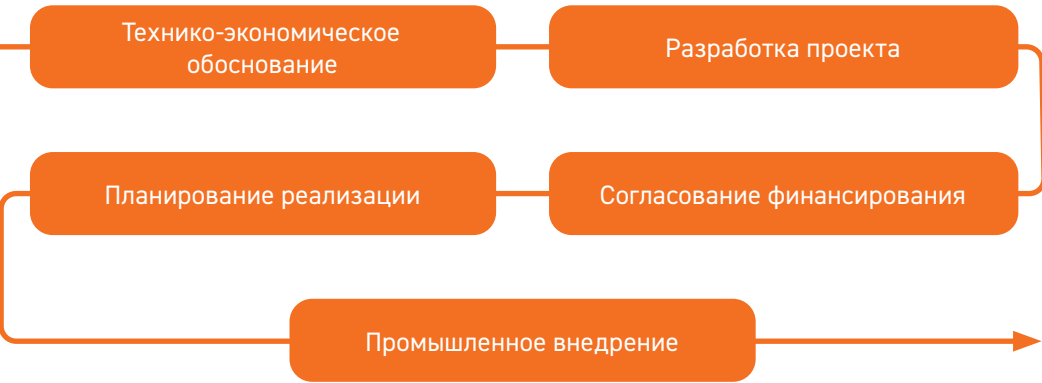 Технико-экономическое
обоснование
Разработка проекта
Согласование финансирования
Планирование реализации
Промышленное внедрение